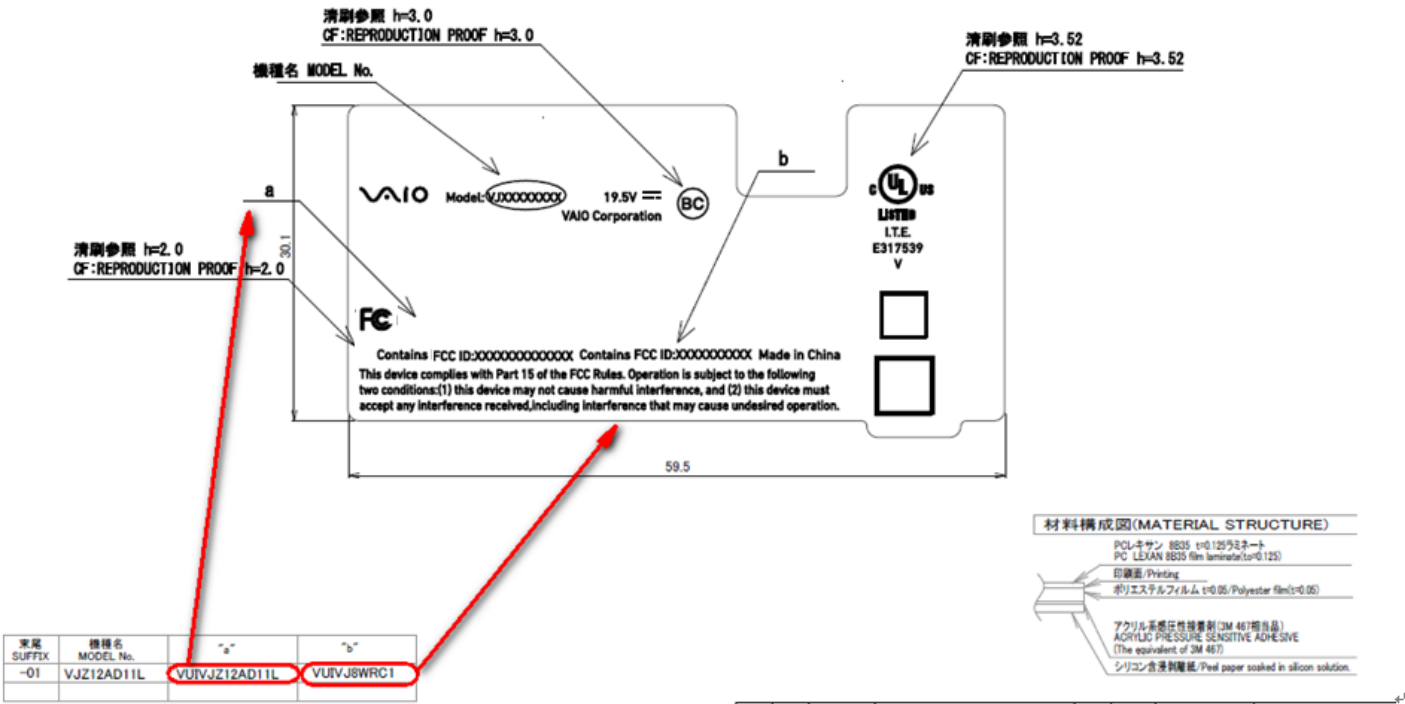 清刷参照 h=3.0
CF:REPRODUCTION PROOF h=3.0
清刷参照 h=3.52
CF:REPRODUCTION PROOF h=3.52
機種名 MODEL No.
b
a
VAIO Model:VJXXXXXXXX 19.5V BC
VAIO Corporation
C UL US
LISTED
I.T.E.
E317539
V
清刷参照 h=2.0
CF:REPRODUCTION PROOF h=2.0
30.1
FC
Contains FCC ID:XXXXXXXXXXXXXX Contains FCC ID:XXXXXXXXXX Made in China
This device complies with Part 15 of the FCC Rules. Operation is subject to the following
two conditions:(1) this device may not cause harmful interference, and (2) this device must
accept any interference received,including interference that may cause undesired operation.
59.5
材料構成図(MATERIAL STRUCTURE)
PCレキサン 8B35 t=0.125ラミネート
PC LEXAN 8B35 film laminate(to=0.125)
印刷面/Printing
ポリエステルフィルム t=0.05/Polyester film(t=0.05)
アクリル系感圧性接着剤(3M 467相当品)
ACRYLIC PRESSURE SENSITIVE ADHESIVE
(The equivalent of 3M 467)
シリコン含浸剥離紙/Peel paper soaked in silicon solution.
末尾 機種名 "a" "b"
SUFFIX MODEL No.
-01 VJZ12AD11L VUIVJZ12AD11L VUIVJ8WRC1